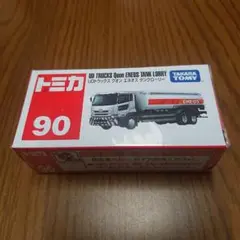 トミカ
UD TRUCKS Quon ENEOS TANK LORRY
UDトラックス クオン エネオス タンクローリー
TAKARA TOMY
90
ENEOS